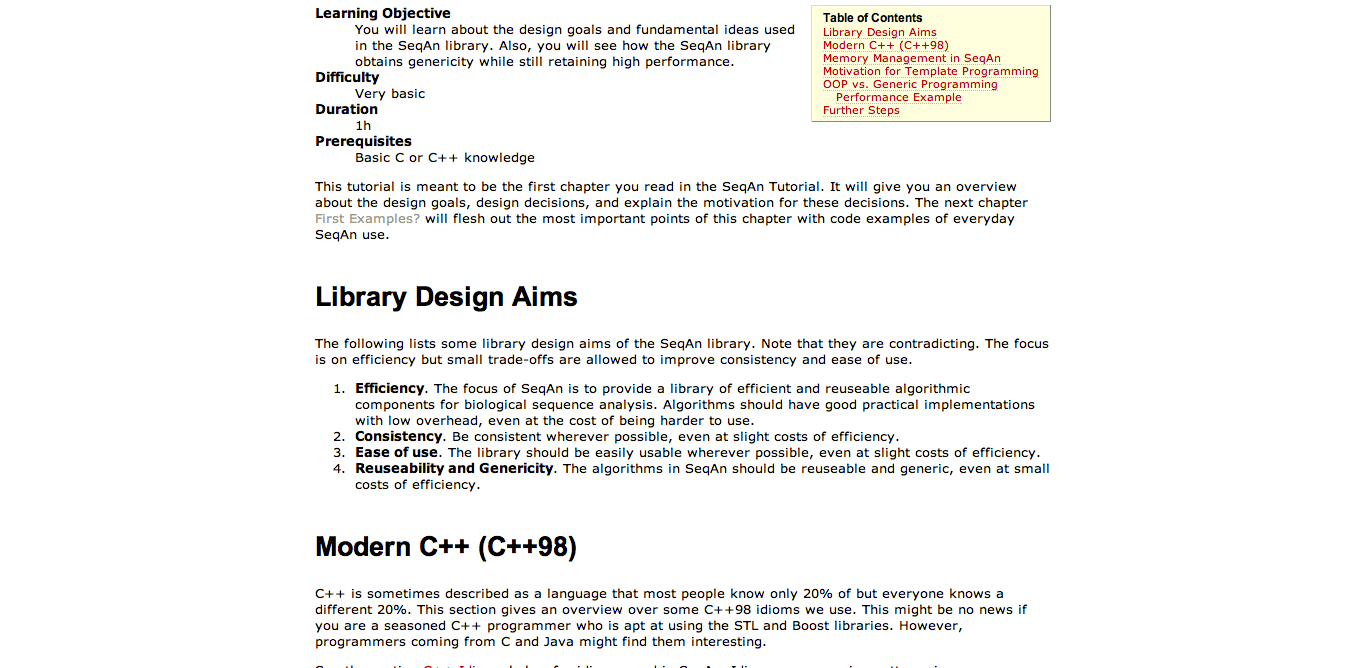 Learning Objective
You will learn about the design goals and fundamental ideas used
in the SeqAn library. Also, you will see how the SeqAn library
obtains genericity while still retaining high performance.
Difficulty
Very basic
Duration
1h
Prerequisites
Basic C or C++ knowledge
Table of Contents
Library Design Aims
Modern C++ (C++98)
Memory Management in SeqAn
Motivation for Template Programming
OOP vs. Generic Programming
Performance Example
Further Steps
This tutorial is meant to be the first chapter you read in the SeqAn Tutorial. It will give you an overview
about the design goals, design decisions, and explain the motivation for these decisions. The next chapter
First Examples? will flesh out the most important points of this chapter with code examples of everyday
SeqAn use.
Library Design Aims
The following lists some library design aims of the SeqAn library. Note that they are contradicting. The focus
is on efficiency but small trade-offs are allowed to improve consistency and ease of use.
1. Efficiency. The focus of SeqAn is to provide a library of efficient and reuseable algorithmic
components for biological sequence analysis. Algorithms should have good practical implementations
with low overhead, even at the cost of being harder to use.
2. Consistency. Be consistent wherever possible, even at slight costs of efficiency.
3. Ease of use. The library should be easily usable wherever possible, even at slight costs of efficiency.
4. Reuseability and Genericity. The algorithms in SeqAn should be reuseable and generic, even at small
costs of efficiency.
Modern C++ (C++98)
C++ is sometimes described as a language that most people know only 20% of but everyone knows a
different 20%. This section gives an overview over some C++98 idioms we use. This might be no news if
you are a seasoned C++ programmer who is apt at using the STL and Boost libraries. However,
programmers coming from C and Java might find them interesting.